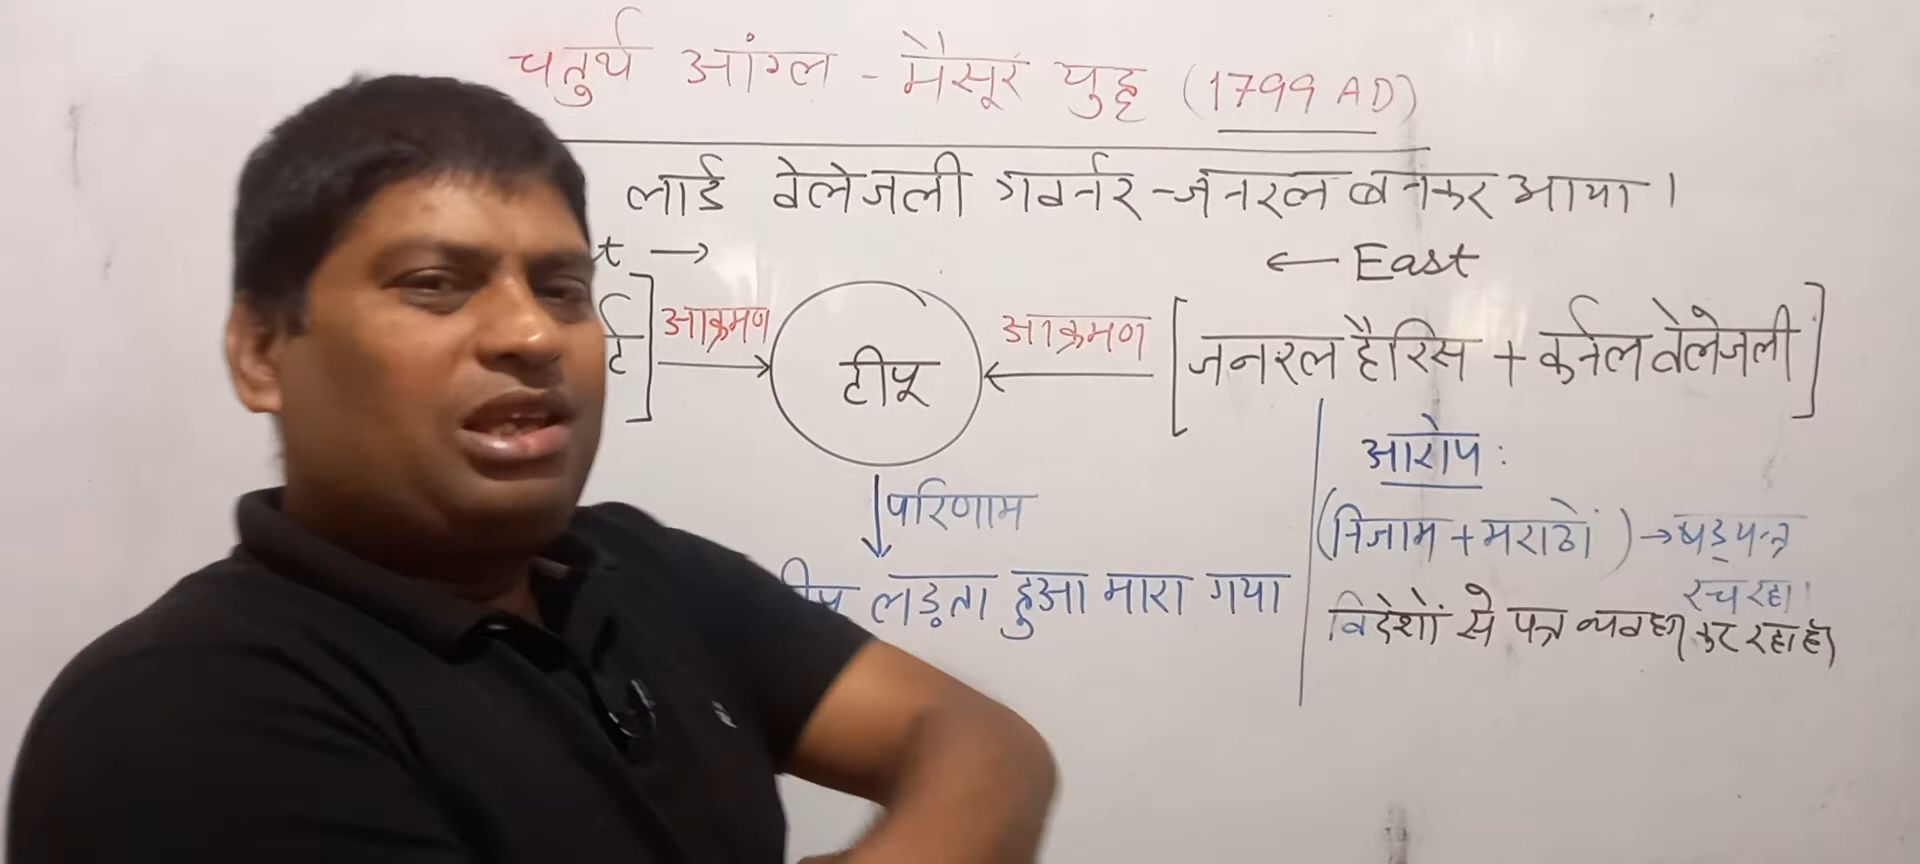 चतुर्थ आंग्ल - मैसूर युद्ध (1799 AD)
लार्ड वेलेजली गवर्नर-जनरल बनकर आया।
t →
← East
आक्रमण
टीपू
आक्रमण
[जनरल हैरिस + कर्नल वेलेजली]
परिणाम
टीपू लड़ता हुआ मारा गया
आरोप:
(निजाम + मराठों) → षड्यन्त्र
रच रहा।
विदेशों से पत्र व्यवहार कर रहा है।